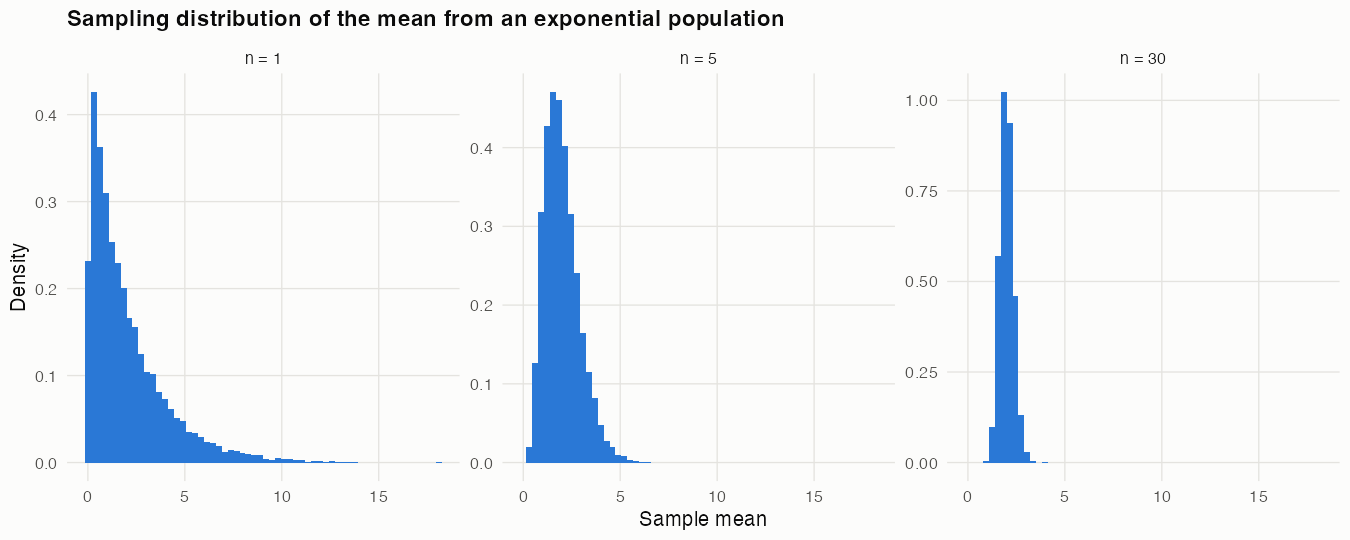 Sampling distribution of the mean from an exponential population
n = 1
n = 5
n = 30
Density
0.4
0.3
0.2
0.1
0.0
0.4
0.3
0.2
0.1
0.0
1.00
0.75
0.50
0.25
0.00
0 5 10 15
0 5 10 15
0 5 10 15
Sample mean